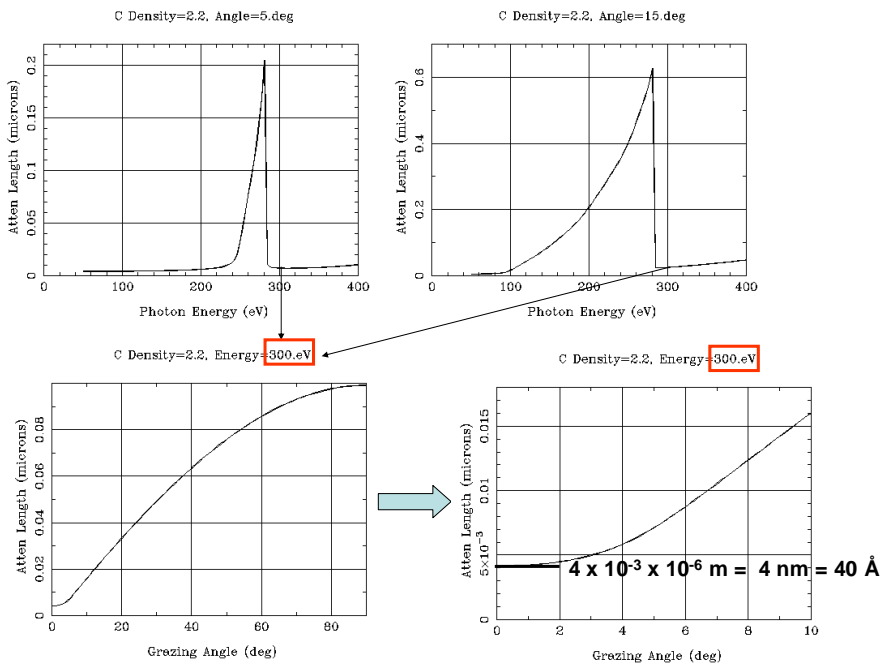 C Density=2.2, Angle=5.deg
Atten Length (microns)
0.2
0.15
0.1
0.05
0
0 100 200 300 400
Photon Energy (eV)
C Density=2.2, Angle=15.deg
Atten Length (microns)
0.6
0.4
0.2
0
0 100 200 300 400
Photon Energy (eV)
C Density=2.2, Energy=300.eV
Atten Length (microns)
0.08
0.06
0.04
0.02
0
0 20 40 60 80
Grazing Angle (deg)
C Density=2.2, Energy=300.eV
Atten Length (microns)
0.015
0.01
5×10⁻³
0
4 x 10⁻³ x 10⁻⁶ m = 4 nm = 40 Å
0 2 4 6 8 10
Grazing Angle (deg)